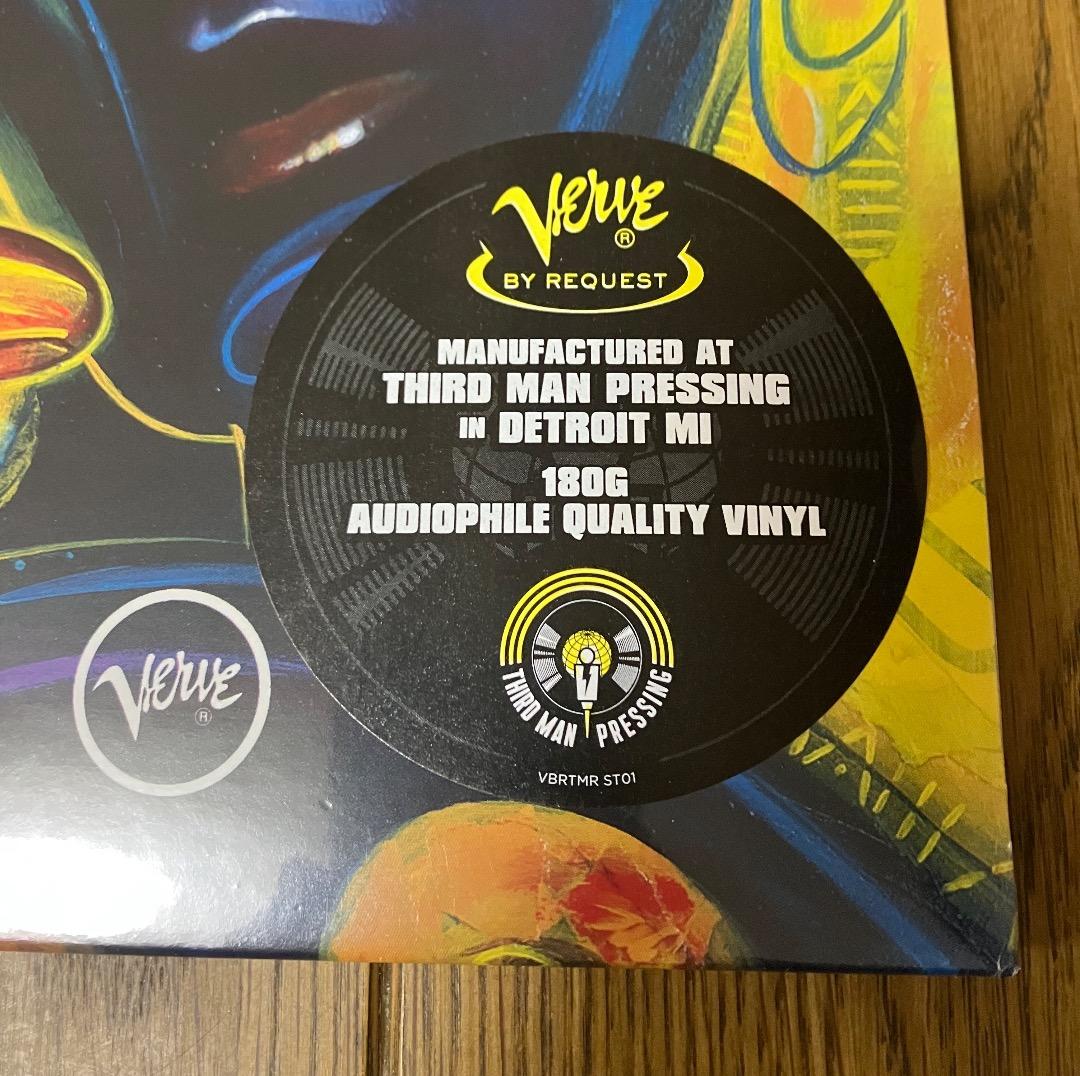 Verve
®
BY REQUEST
MANUFACTURED AT
THIRD MAN PRESSING
IN DETROIT MI
180G
AUDIOPHILE QUALITY VINYL
THIRD MAN PRESSING
VBRTMR ST01
Verve
®